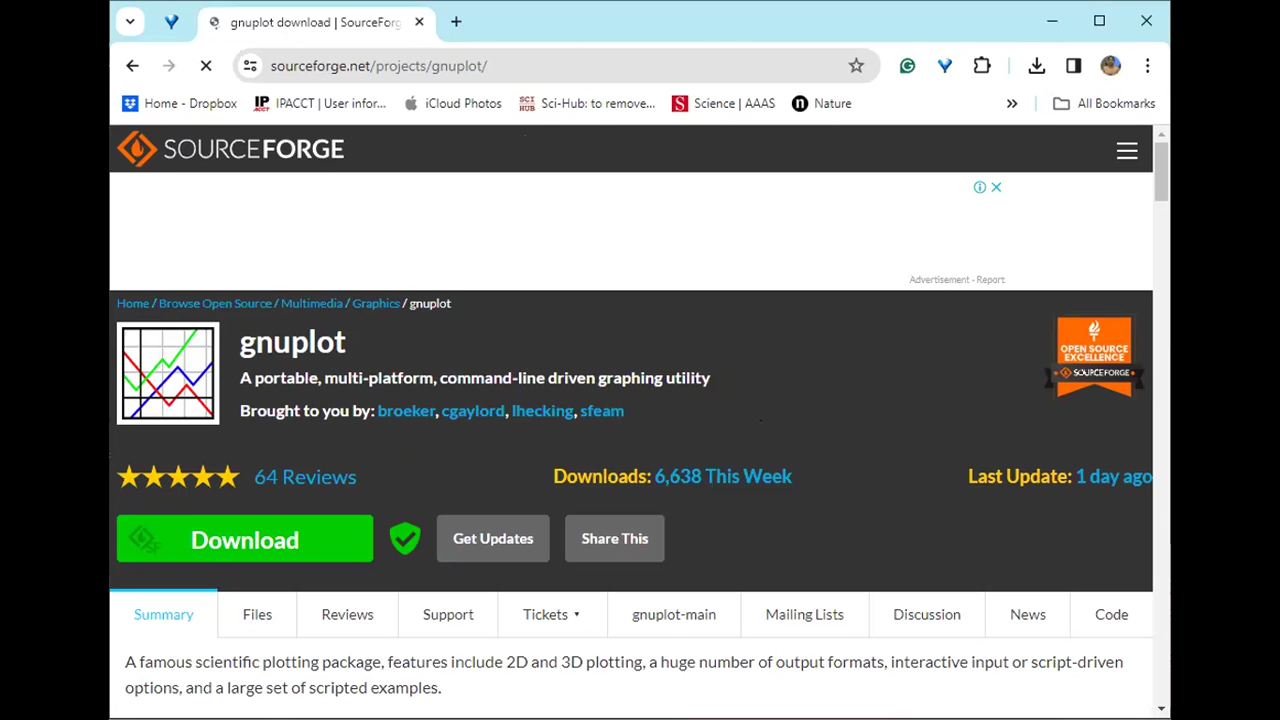 gnuplot download | SourceForg
sourceforge.net/projects/gnuplot/
Home - Dropbox
IP ACCT
IPACCT | User infor...
iCloud Photos
SCI HUB
Sci-Hub: to remove...
S
Science | AAAS
n
Nature
»
All Bookmarks
SOURCEFORGE
Advertisement - Report
Home / Browse Open Source / Multimedia / Graphics / gnuplot
gnuplot
A portable, multi-platform, command-line driven graphing utility
Brought to you by: broeker, cgaylord, lhecking, sfeam
OPEN SOURCE
EXCELLENCE
SOURCEFORGE
64 Reviews
Downloads: 6,638 This Week
Last Update: 1 day ago
SF
Download
Get Updates
Share This
Summary
Files
Reviews
Support
Tickets ▾
gnuplot-main
Mailing Lists
Discussion
News
Code
A famous scientific plotting package, features include 2D and 3D plotting, a huge number of output formats, interactive input or script-driven
options, and a large set of scripted examples.